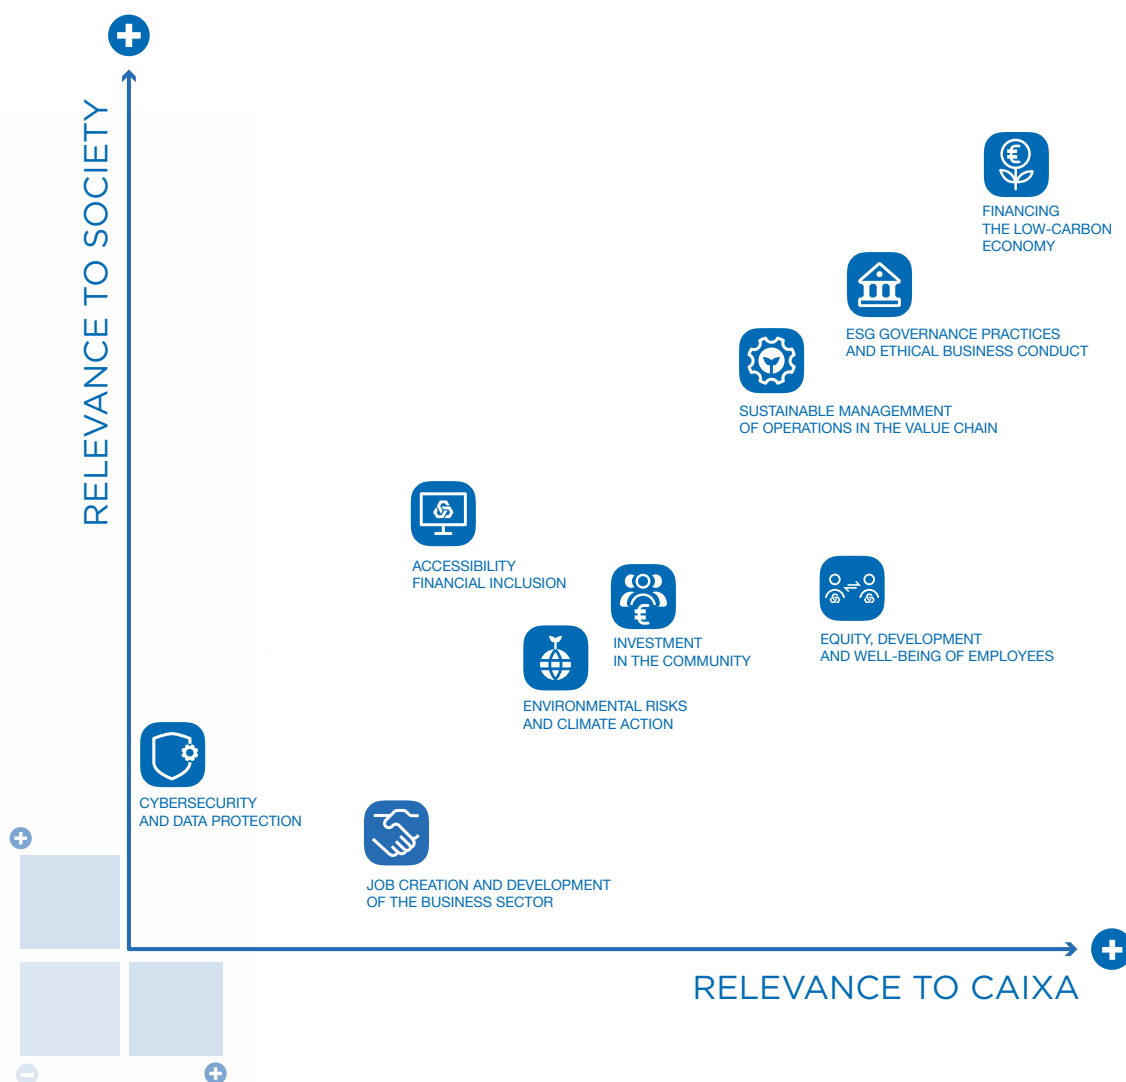 RELEVANCE TO SOCIETY
FINANCING
THE LOW-CARBON
ECONOMY
ESG GOVERNANCE PRACTICES
AND ETHICAL BUSINESS CONDUCT
SUSTAINABLE MANAGEMMENT
OF OPERATIONS IN THE VALUE CHAIN
ACCESSIBILITY
FINANCIAL INCLUSION
INVESTMENT
IN THE COMMUNITY
EQUITY, DEVELOPMENT
AND WELL-BEING OF EMPLOYEES
ENVIRONMENTAL RISKS
AND CLIMATE ACTION
CYBERSECURITY
AND DATA PROTECTION
JOB CREATION AND DEVELOPMENT
OF THE BUSINESS SECTOR
RELEVANCE TO CAIXA